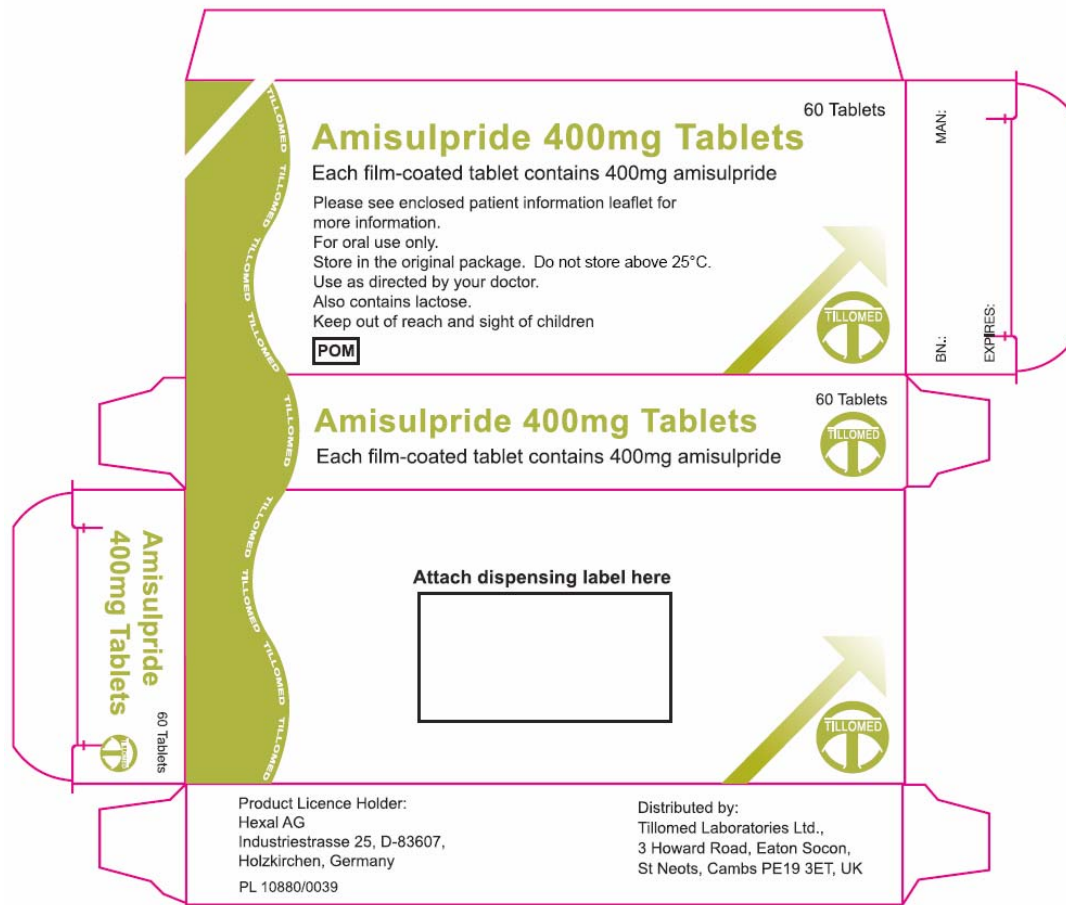 60 Tablets
Amisulpride 400mg Tablets
Each film-coated tablet contains 400mg amisulpride
Please see enclosed patient information leaflet for
more information.
For oral use only.
Store in the original package. Do not store above 25°C.
Use as directed by your doctor.
Also contains lactose.
Keep out of reach and sight of children
POM
TILLOMED
MAN:
BN.:
EXPIRES:
TILLOMED
TILLOMED
TILLOMED
TILLOMED
TILLOMED
TILLOMED
TILLOMED
TILLOMED
TILLOMED
60 Tablets
Amisulpride 400mg Tablets
Each film-coated tablet contains 400mg amisulpride
TILLOMED
Amisulpride
400mg Tablets
60 Tablets
TILLOMED
Attach dispensing label here
TILLOMED
Product Licence Holder:
Hexal AG
Industriestrasse 25, D-83607,
Holzkirchen, Germany
PL 10880/0039
Distributed by:
Tillomed Laboratories Ltd.,
3 Howard Road, Eaton Socon,
St Neots, Cambs PE19 3ET, UK